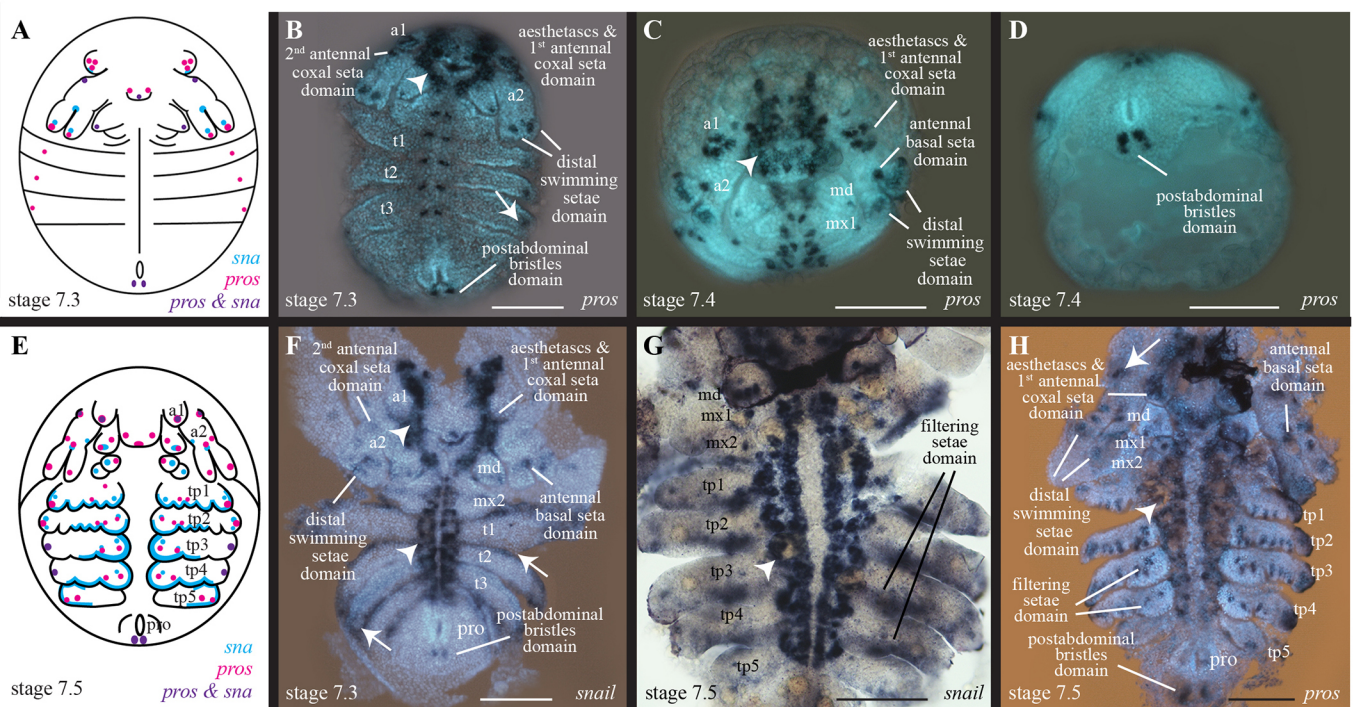 A
sna
pros
pros & sna
stage 7.3
B
a1
2nd antennal
coxal seta
domain
aesthetascs &
1st antennal
coxal seta
domain
a2
t1
t2
t3
distal
swimming
setae
domain
postabdominal
bristles
domain
stage 7.3
pros
C
aesthetascs &
1st antennal
coxal seta
domain
a1
antennal
basal seta
domain
a2
md
mx1
distal
swimming
setae
domain
stage 7.4
pros
D
postabdominal
bristles
domain
stage 7.4
pros
E
a1
a2
tp1
tp2
tp3
tp4
tp5
pro
sna
pros
pros & sna
stage 7.5
F
2nd antennal
coxal seta
domain
aesthetascs &
1st antennal
coxal seta
domain
a1
a2
md
mx2
antennal
basal seta
domain
distal
swimming
setae
domain
t1
t2
t3
postabdominal
bristles
domain
pro
stage 7.3
snail
G
md
mx1
mx2
filtering
setae
domain
tp1
tp2
tp3
tp4
tp5
stage 7.5
snail
H
aesthetascs &
1st antennal
coxal seta
domain
antennal
basal seta
domain
md
mx1
mx2
distal
swimming
setae
domain
tp1
tp2
tp3
tp4
tp5
filtering
setae
domain
postabdominal
bristles
domain
pro
stage 7.5
pros